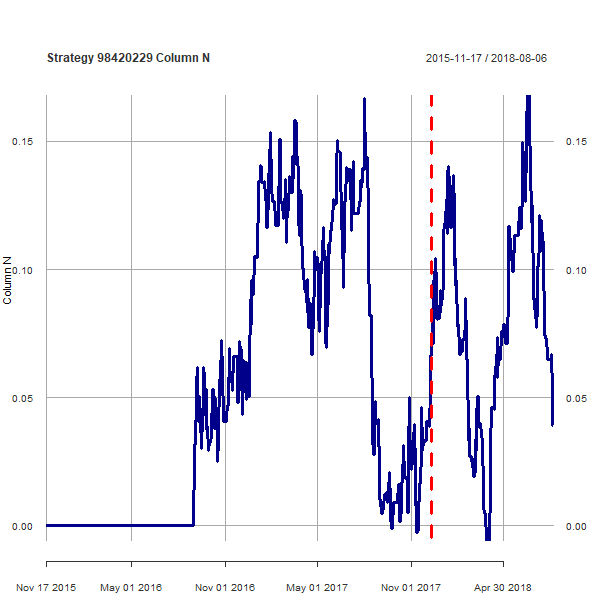 Strategy 98420229 Column N
2015-11-17 / 2018-08-06
0.15
0.15
0.10
0.10
Column N
0.05
0.05
0.00
0.00
Nov 17 2015
May 01 2016
Nov 01 2016
May 01 2017
Nov 01 2017
Apr 30 2018